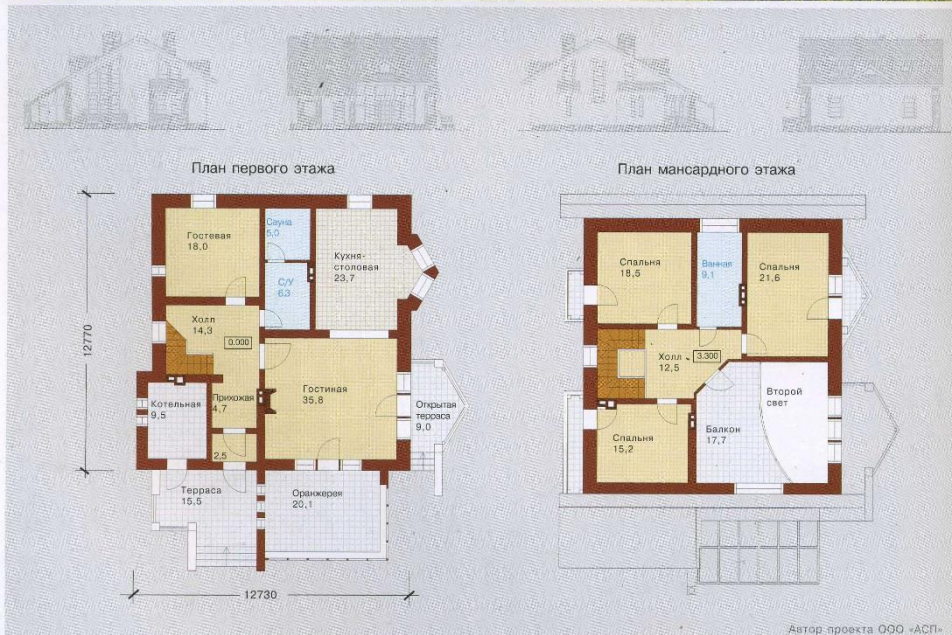 План первого этажа
План мансардного этажа
Гостевая
18,0
Сауна
5,0
С/У
6,3
Кухня-
столовая
23,7
Холл
14,3
0.000
Котельная
9,5
Прихожая
4,7
2,5
Гостиная
35,8
Открытая
терраса
9,0
Терраса
15,5
Оранжерея
20,1
12770
12730
Спальня
18,5
Ванная
9,1
Спальня
21,6
Холл
12,5
3.300
Второй
свет
Балкон
17,7
Спальня
15,2
Автор проекта ООО «АСП»